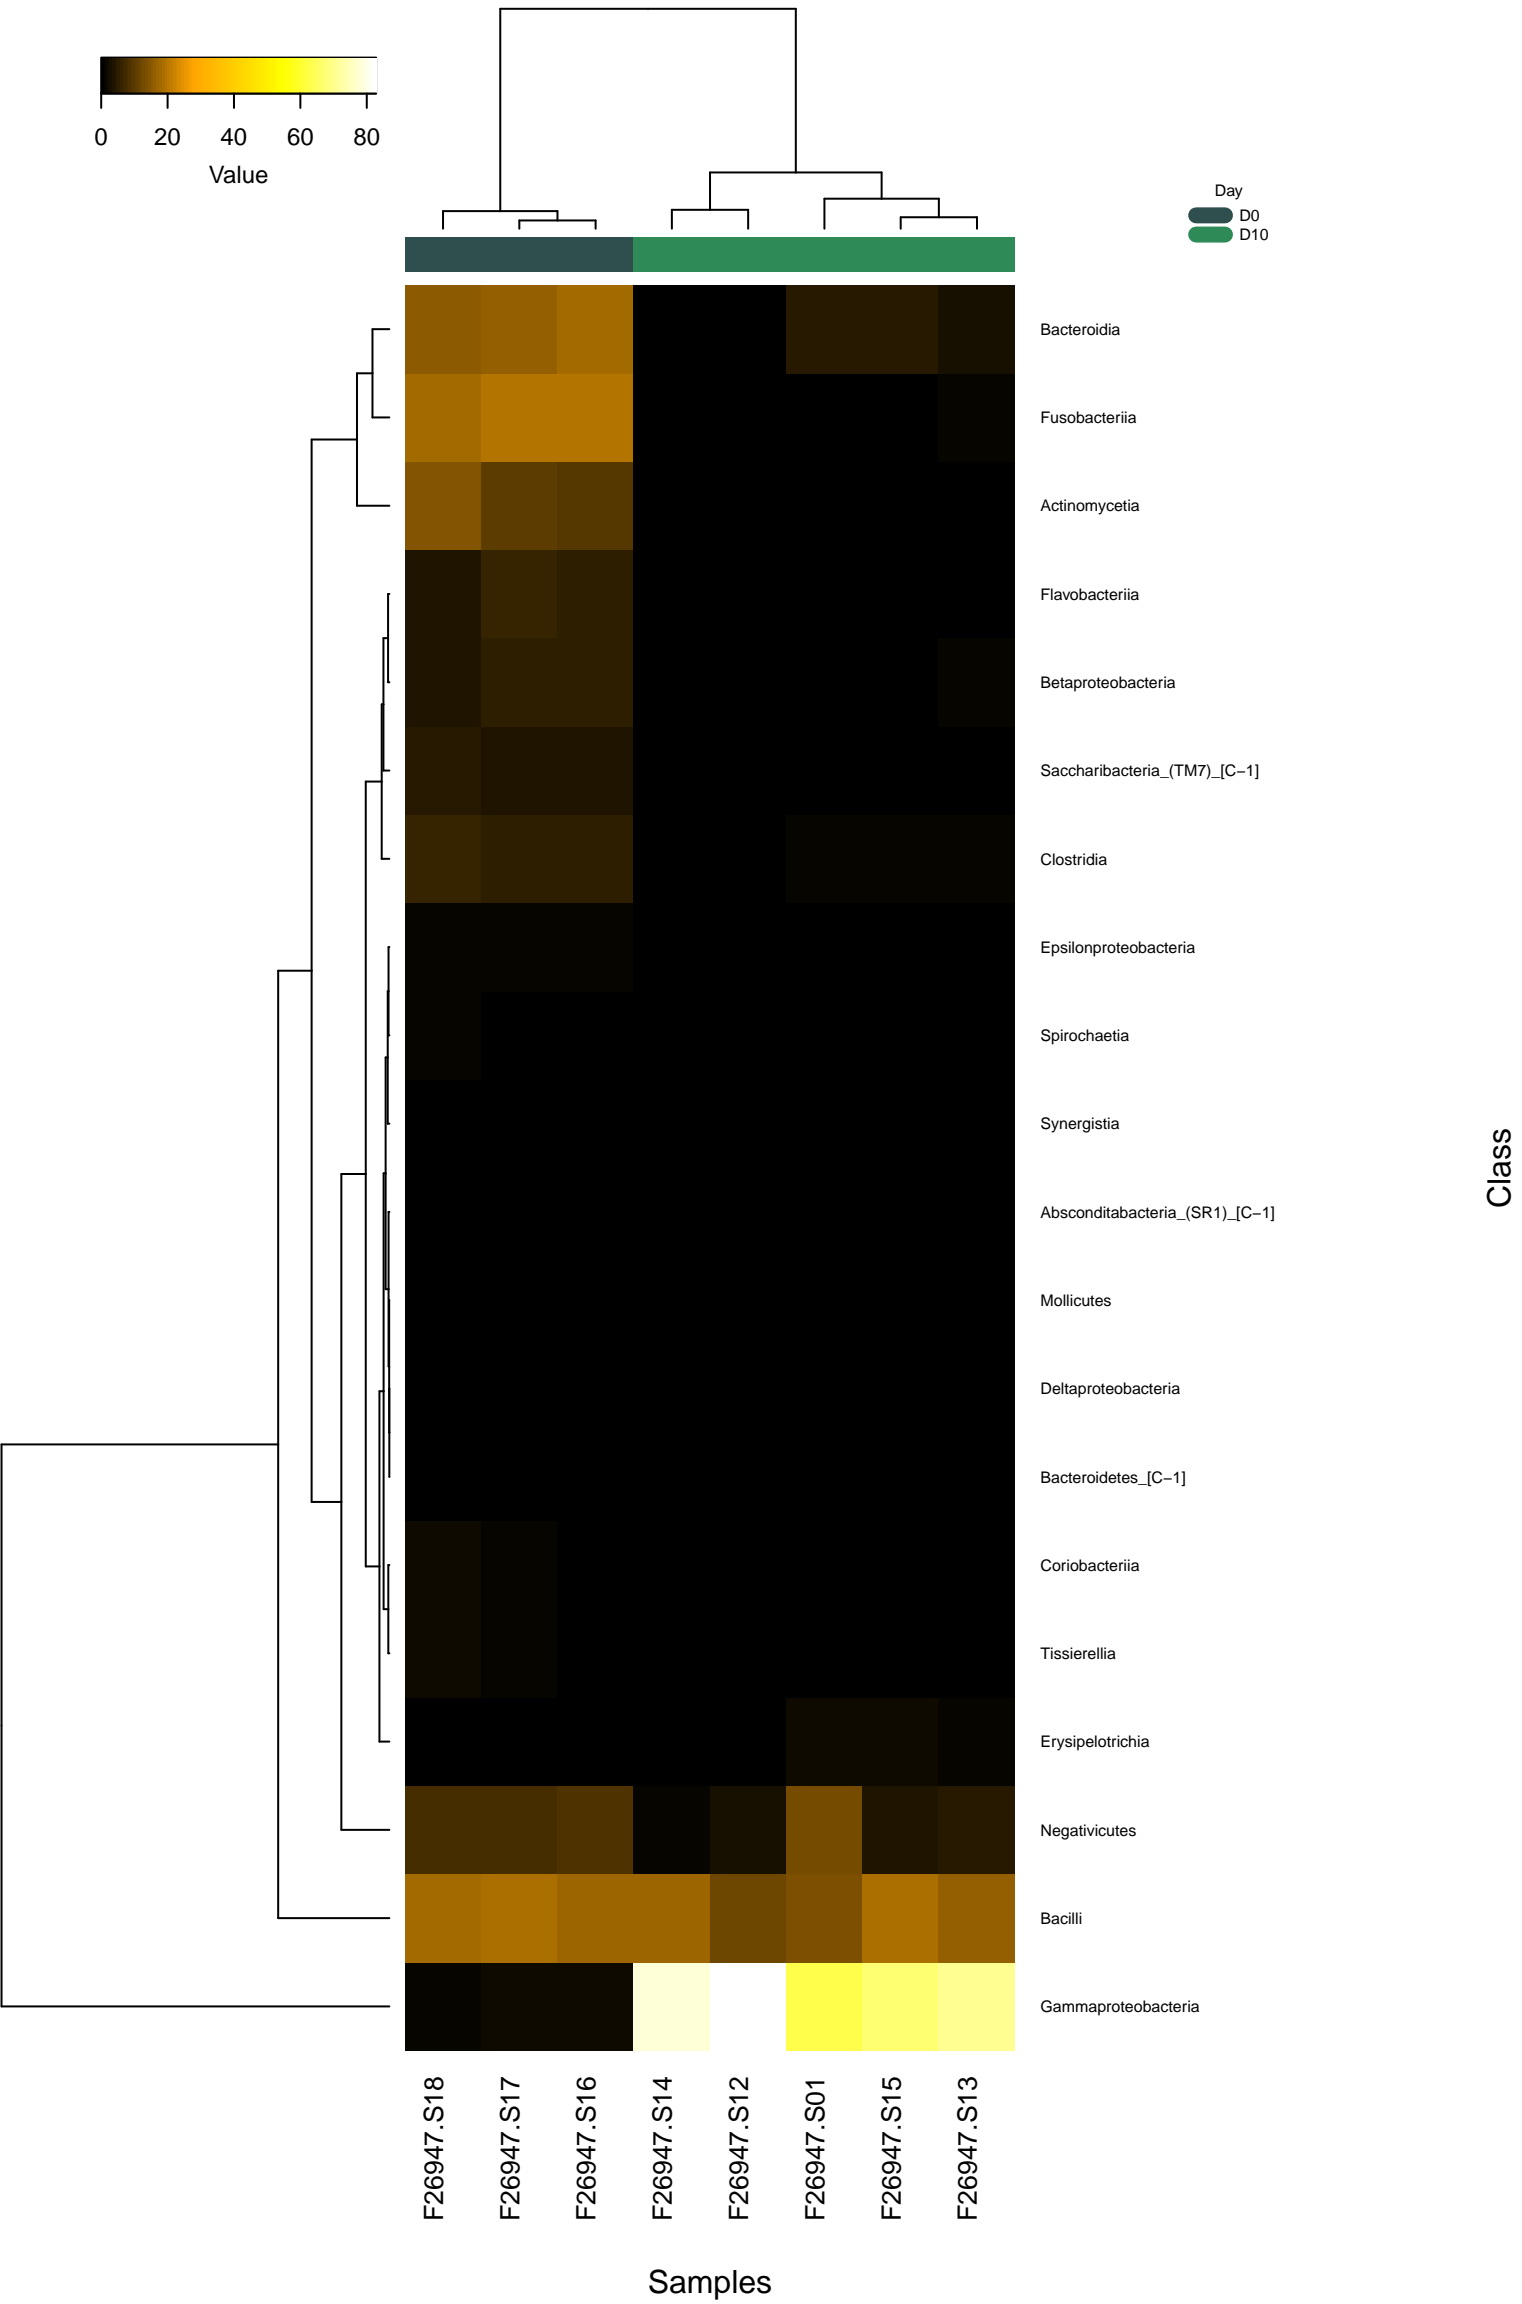 0 20 40 60 80
Value
Day
D0
D10
Bacteroidia
Fusobacteriia
Actinomycetia
Flavobacteriia
Betaproteobacteria
Saccharibacteria_(TM7)_[C−1]
Clostridia
Epsilonproteobacteria
Spirochaetia
Synergistia
Absconditabacteria_(SR1)_[C−1]
Mollicutes
Deltaproteobacteria
Bacteroidetes_[C−1]
Coriobacteriia
Tissierellia
Erysipelotrichia
Negativicutes
Bacilli
Gammaproteobacteria
Class
F26947.S18
F26947.S17
F26947.S16
F26947.S14
F26947.S12
F26947.S01
F26947.S15
F26947.S13
Samples